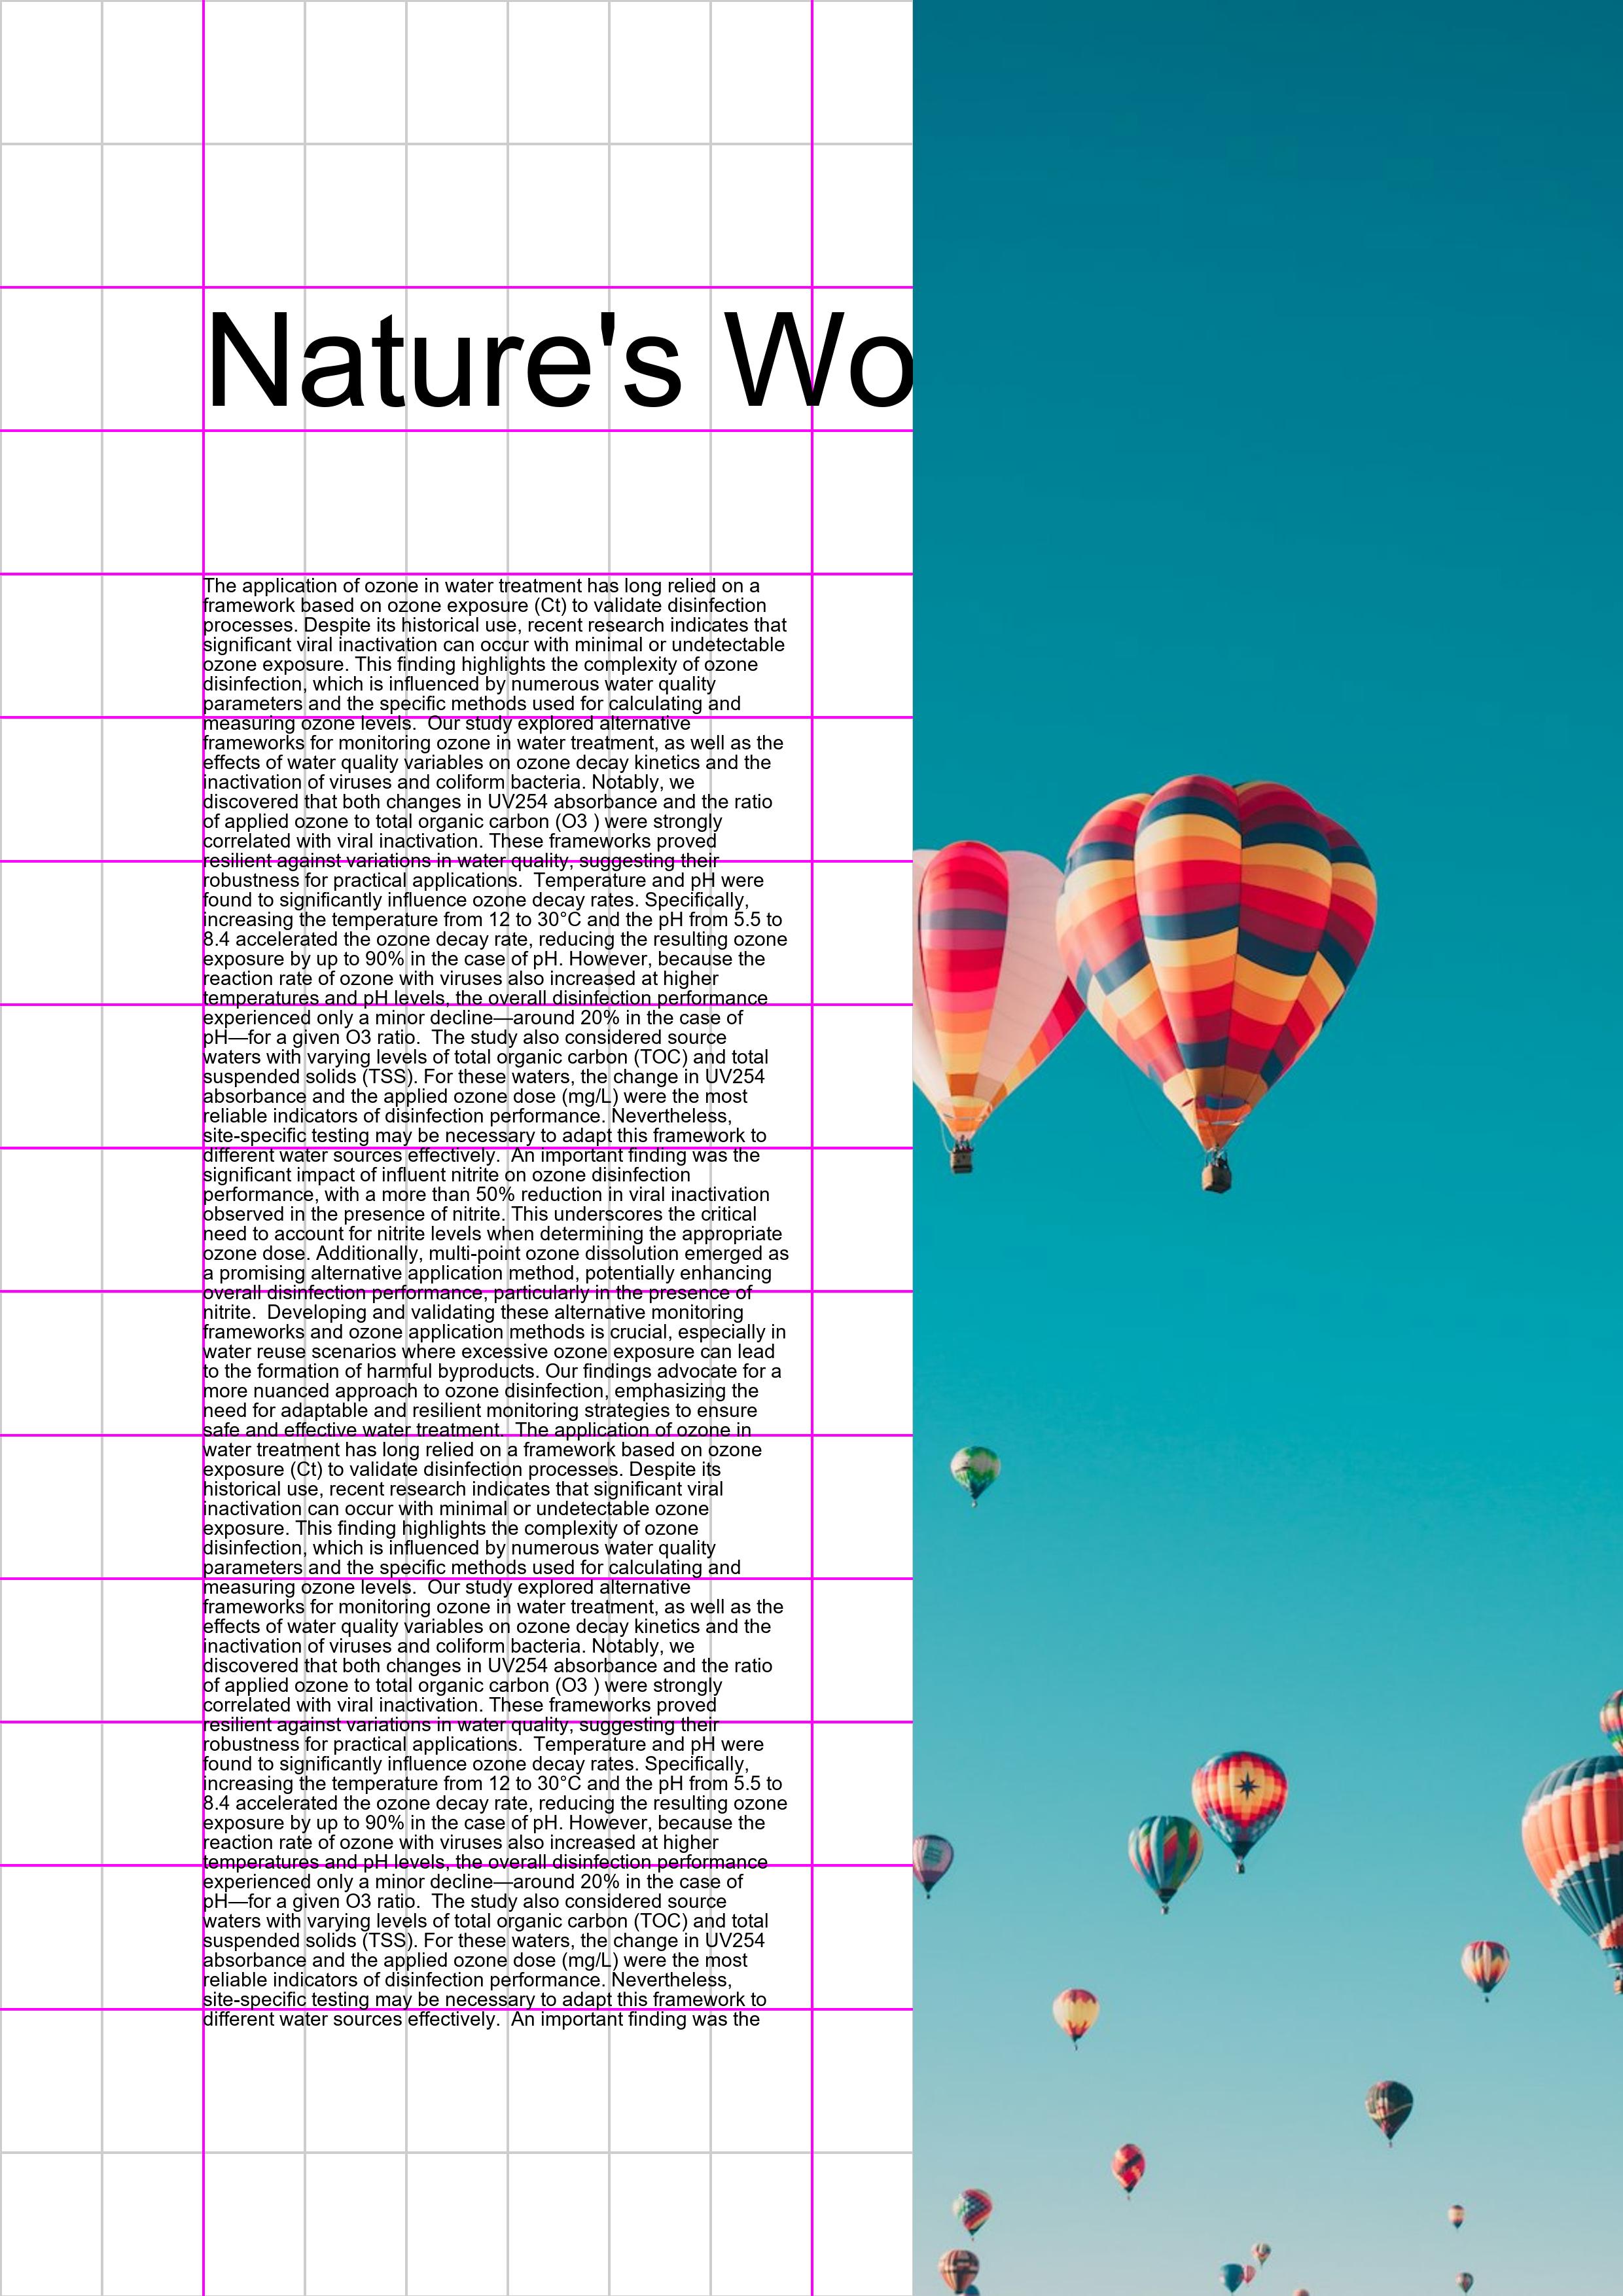 Nature's Wo
The application of ozone in water treatment has long relied on a
framework based on ozone exposure (Ct) to validate disinfection
processes. Despite its historical use, recent research indicates that
significant viral inactivation can occur with minimal or undetectable
ozone exposure. This finding highlights the complexity of ozone
disinfection, which is influenced by numerous water quality
parameters and the specific methods used for calculating and
measuring ozone levels.  Our study explored alternative
frameworks for monitoring ozone in water treatment, as well as the
effects of water quality variables on ozone decay kinetics and the
inactivation of viruses and coliform bacteria. Notably, we
discovered that both changes in UV254 absorbance and the ratio
of applied ozone to total organic carbon (O3 ) were strongly
correlated with viral inactivation. These frameworks proved
resilient against variations in water quality, suggesting their
robustness for practical applications.  Temperature and pH were
found to significantly influence ozone decay rates. Specifically,
increasing the temperature from 12 to 30°C and the pH from 5.5 to
8.4 accelerated the ozone decay rate, reducing the resulting ozone
exposure by up to 90% in the case of pH. However, because the
reaction rate of ozone with viruses also increased at higher
temperatures and pH levels, the overall disinfection performance
experienced only a minor decline—around 20% in the case of
pH—for a given O3 ratio.  The study also considered source
waters with varying levels of total organic carbon (TOC) and total
suspended solids (TSS). For these waters, the change in UV254
absorbance and the applied ozone dose (mg/L) were the most
reliable indicators of disinfection performance. Nevertheless,
site-specific testing may be necessary to adapt this framework to
different water sources effectively.  An important finding was the
significant impact of influent nitrite on ozone disinfection
performance, with a more than 50% reduction in viral inactivation
observed in the presence of nitrite. This underscores the critical
need to account for nitrite levels when determining the appropriate
ozone dose. Additionally, multi-point ozone dissolution emerged as
a promising alternative application method, potentially enhancing
overall disinfection performance, particularly in the presence of
nitrite.  Developing and validating these alternative monitoring
frameworks and ozone application methods is crucial, especially in
water reuse scenarios where excessive ozone exposure can lead
to the formation of harmful byproducts. Our findings advocate for a
more nuanced approach to ozone disinfection, emphasizing the
need for adaptable and resilient monitoring strategies to ensure
safe and effective water treatment.  The application of ozone in
water treatment has long relied on a framework based on ozone
exposure (Ct) to validate disinfection processes. Despite its
historical use, recent research indicates that significant viral
inactivation can occur with minimal or undetectable ozone
exposure. This finding highlights the complexity of ozone
disinfection, which is influenced by numerous water quality
parameters and the specific methods used for calculating and
measuring ozone levels.  Our study explored alternative
frameworks for monitoring ozone in water treatment, as well as the
effects of water quality variables on ozone decay kinetics and the
inactivation of viruses and coliform bacteria. Notably, we
discovered that both changes in UV254 absorbance and the ratio
of applied ozone to total organic carbon (O3 ) were strongly
correlated with viral inactivation. These frameworks proved
resilient against variations in water quality, suggesting their
robustness for practical applications.  Temperature and pH were
found to significantly influence ozone decay rates. Specifically,
increasing the temperature from 12 to 30°C and the pH from 5.5 to
8.4 accelerated the ozone decay rate, reducing the resulting ozone
exposure by up to 90% in the case of pH. However, because the
reaction rate of ozone with viruses also increased at higher
temperatures and pH levels, the overall disinfection performance
experienced only a minor decline—around 20% in the case of
pH—for a given O3 ratio.  The study also considered source
waters with varying levels of total organic carbon (TOC) and total
suspended solids (TSS). For these waters, the change in UV254
absorbance and the applied ozone dose (mg/L) were the most
reliable indicators of disinfection performance. Nevertheless,
site-specific testing may be necessary to adapt this framework to
different water sources effectively.  An important finding was the